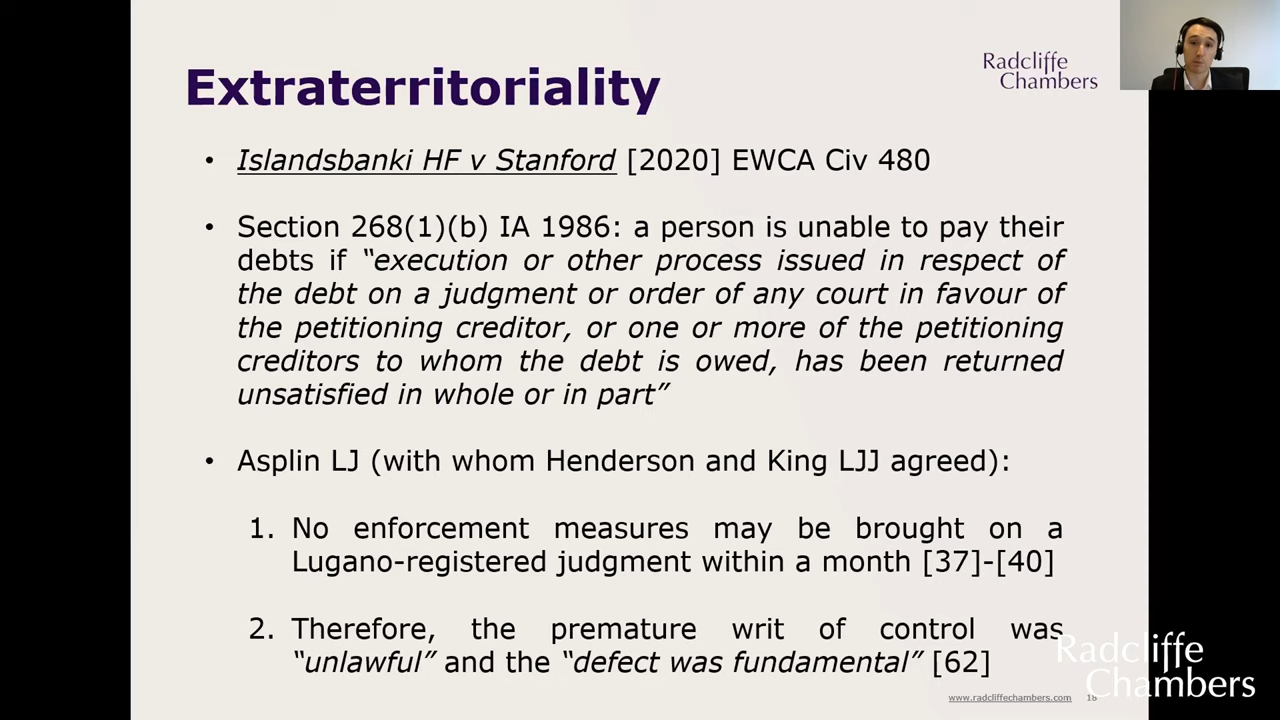 Extraterritoriality
Radcliffe
Chambers
• Islandsbanki HF v Stanford [2020] EWCA Civ 480
• Section 268(1)(b) IA 1986: a person is unable to pay their
debts if “execution or other process issued in respect of
the debt on a judgment or order of any court in favour of
the petitioning creditor, or one or more of the petitioning
creditors to whom the debt is owed, has been returned
unsatisfied in whole or in part”
• Asplin LJ (with whom Henderson and King LJJ agreed):
1. No enforcement measures may be brought on a
Lugano-registered judgment within a month [37]-[40]
2. Therefore, the premature writ of control was
“unlawful” and the “defect was fundamental” [62]
Radcliffe
Chambers
www.radcliffechambers.com 18